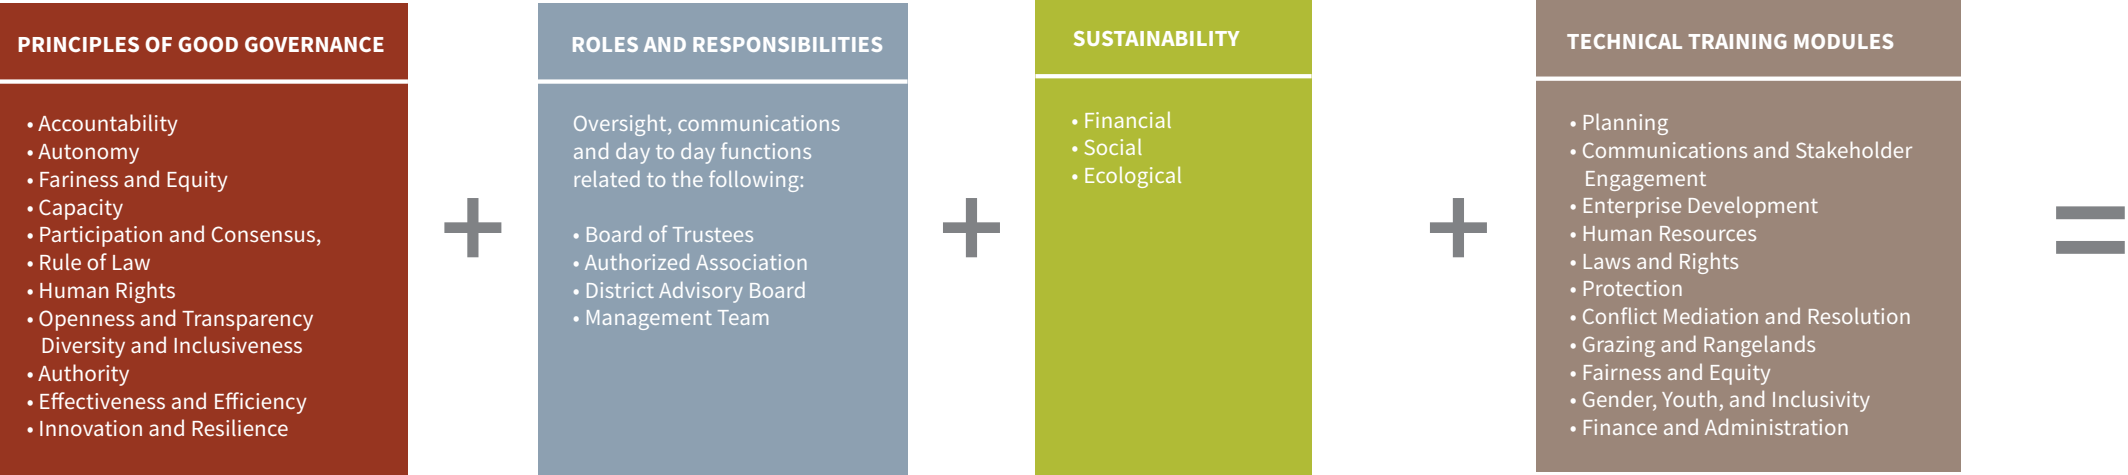 PRINCIPLES OF GOOD GOVERNANCE
• Accountability
• Autonomy
• Fariness and Equity
• Capacity
• Participation and Consensus,
• Rule of Law
• Human Rights
• Openness and Transparency
Diversity and Inclusiveness
• Authority
• Effectiveness and Efficiency
• Innovation and Resilience
+
ROLES AND RESPONSIBILITIES
Oversight, communications
and day to day functions
related to the following:
• Board of Trustees
• Authorized Association
• District Advisory Board
• Management Team
+
SUSTAINABILITY
• Financial
• Social
• Ecological
+
TECHNICAL TRAINING MODULES
• Planning
• Communications and Stakeholder
Engagement
• Enterprise Development
• Human Resources
• Laws and Rights
• Protection
• Conflict Mediation and Resolution
• Grazing and Rangelands
• Fairness and Equity
• Gender, Youth, and Inclusivity
• Finance and Administration
=